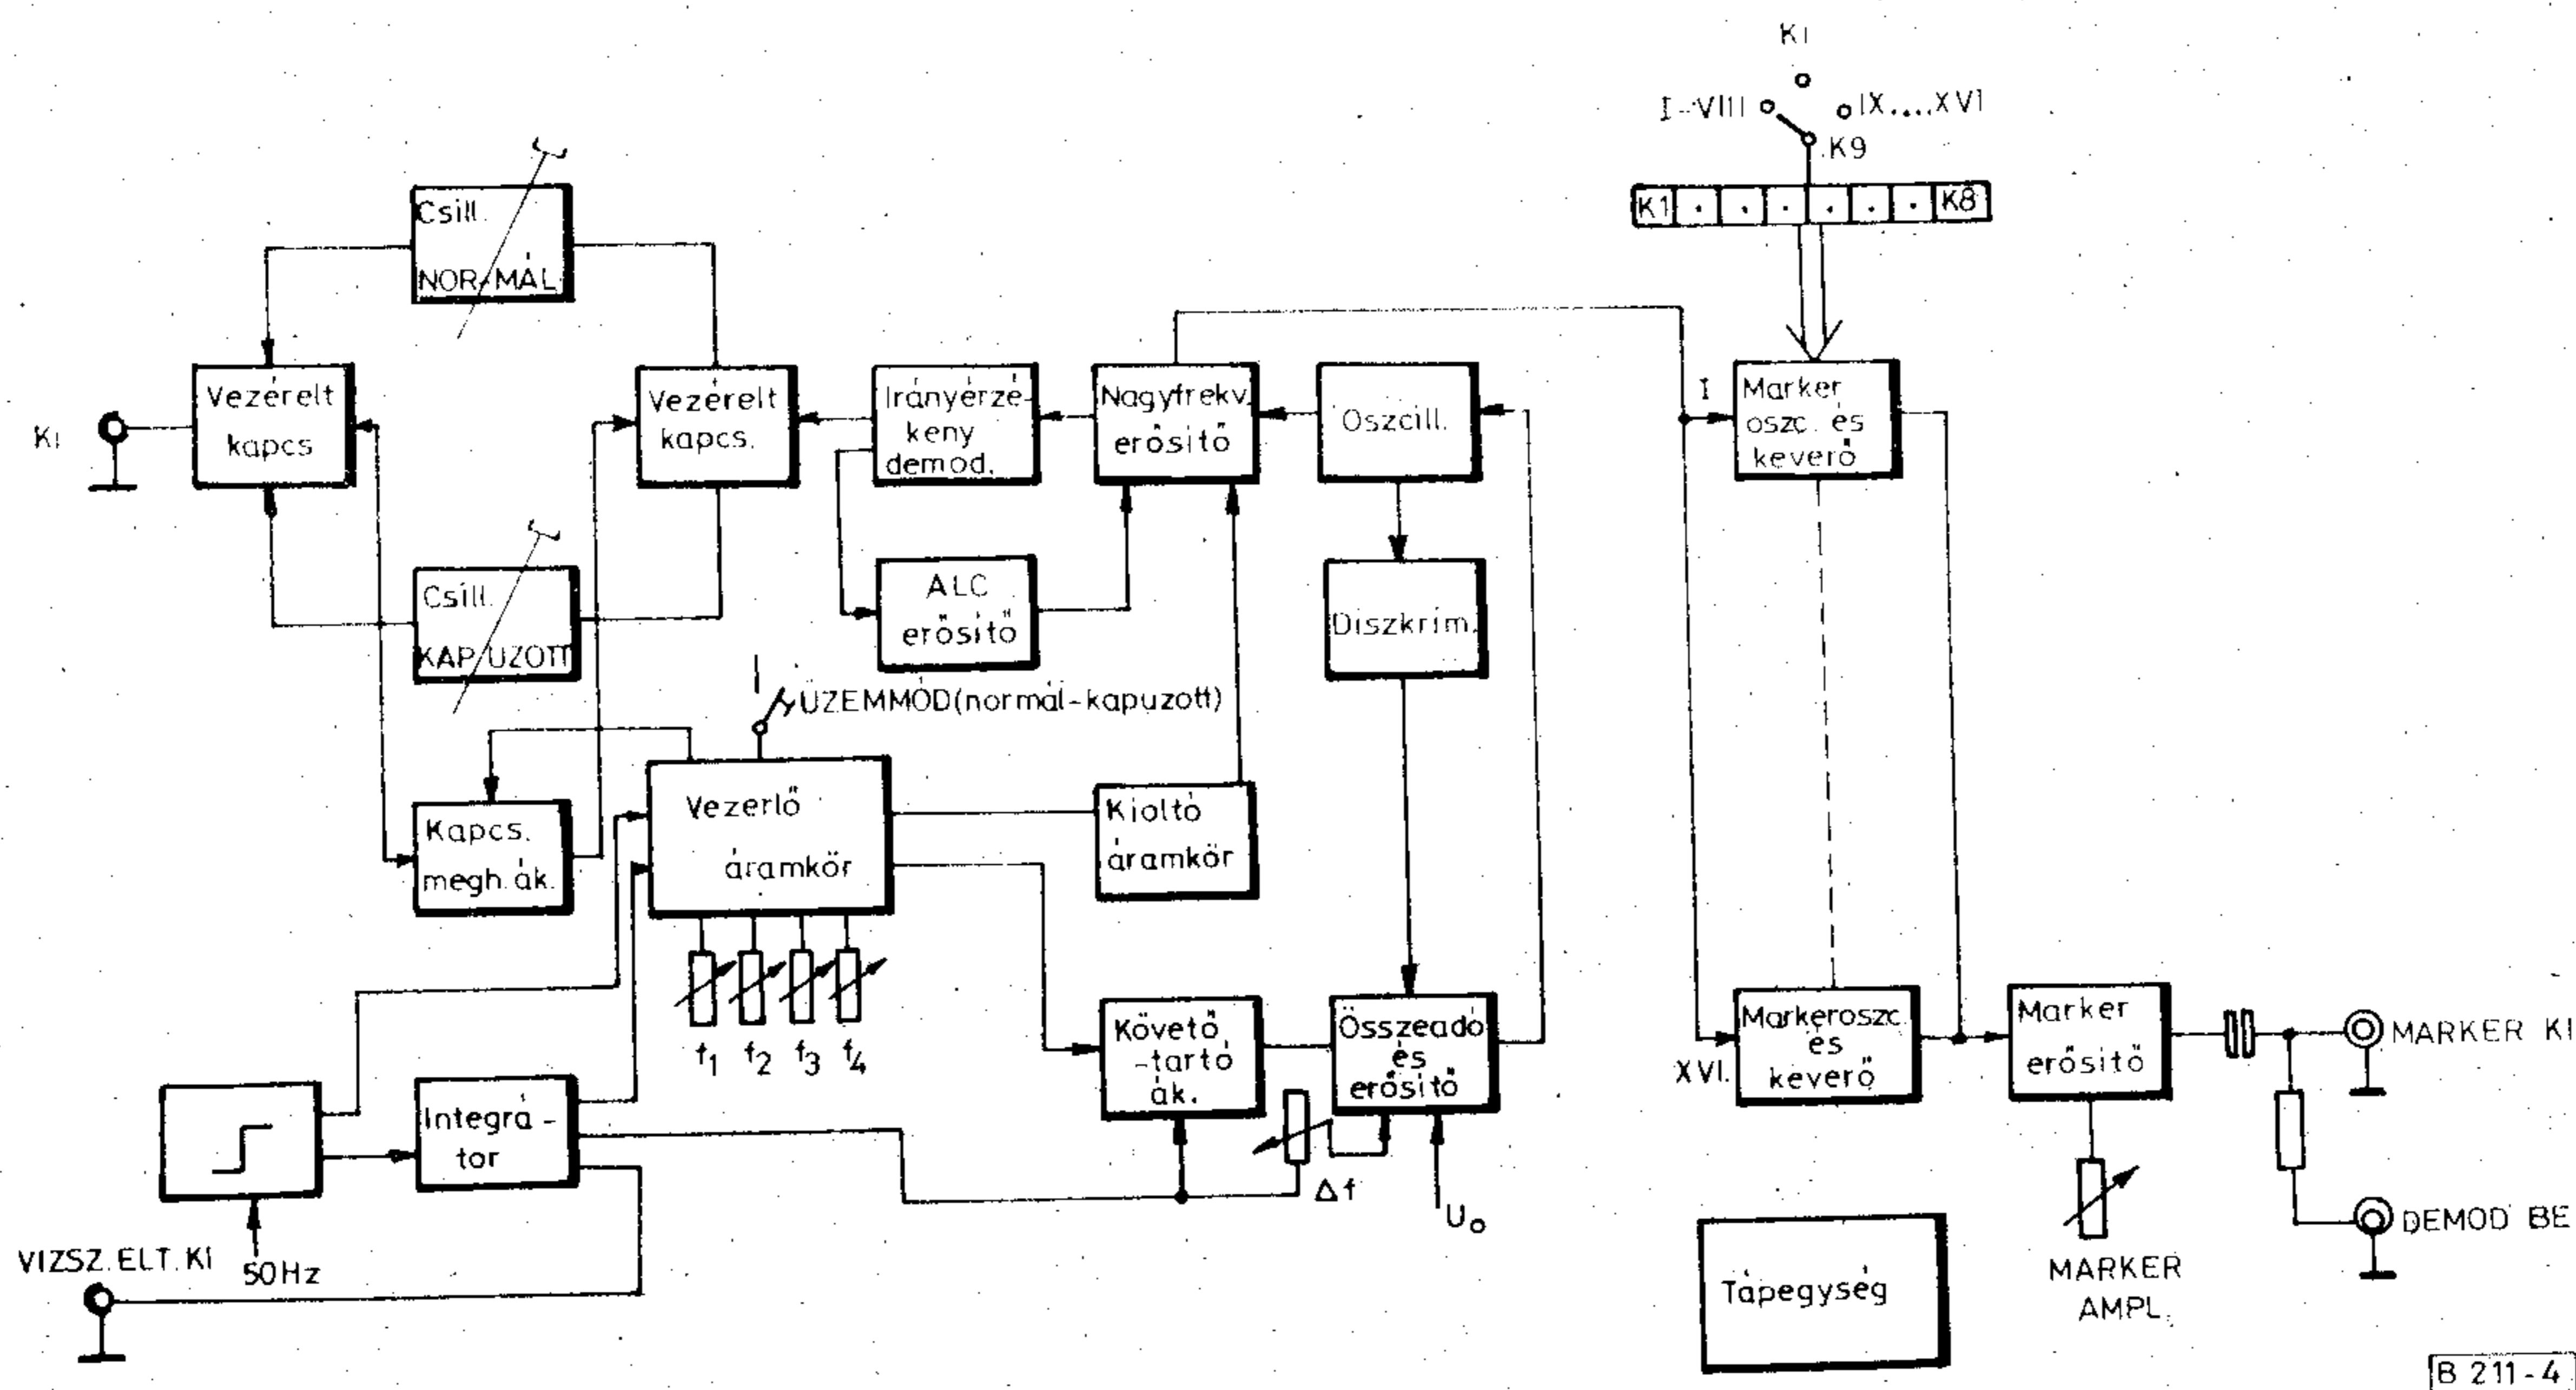 KI
I--VIII
IX....XVI
K9
K1 . . . . . . K8
Csill.
NORMÁL
Vezérelt
kapcs
KI
Vezérelt
kapcs.
Irányérzé-
keny
demod.
Nagyfrekv.
erősítő
Oszcill.
I
Marker
oszc. és
keverő
Csill.
KAPUZOTT
ALC
erősítő
Diszkrim.
ÜZEMMÓD(normál-kapuzott)
Kapcs.
megh.ák.
Vezerlő
áramkör
Kioltó
áramkör
f1 f2 f3 f4
Követő
-tartó
ák.
Összeadó
és
erősítő
XVI.
Markeroszc.
és
keverő
Marker
erősítő
MARKER KI
Integrá-
tor
Δf
Uo
50Hz
VIZSZ.ELT.KI
Tápegység
MARKER
AMPL.
DEMOD BE
B 211-4